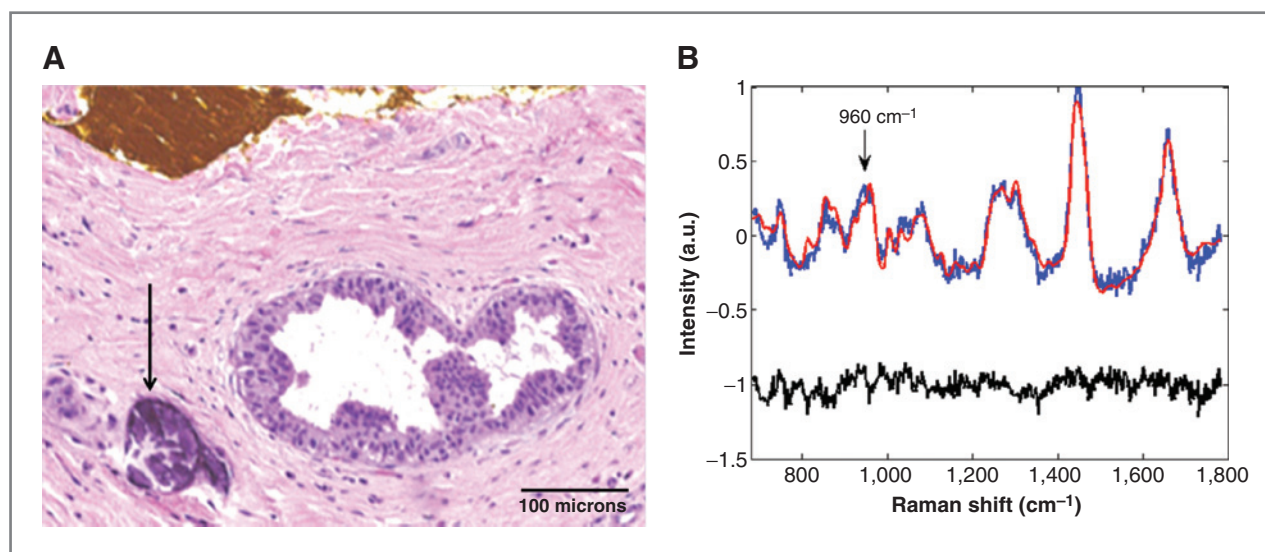 A
100 microns
B
960 cm⁻¹
1
0.5
0
−0.5
−1
−1.5
Intensity (a.u.)
800
1,000
1,200
1,400
1,600
1,800
Raman shift (cm⁻¹)